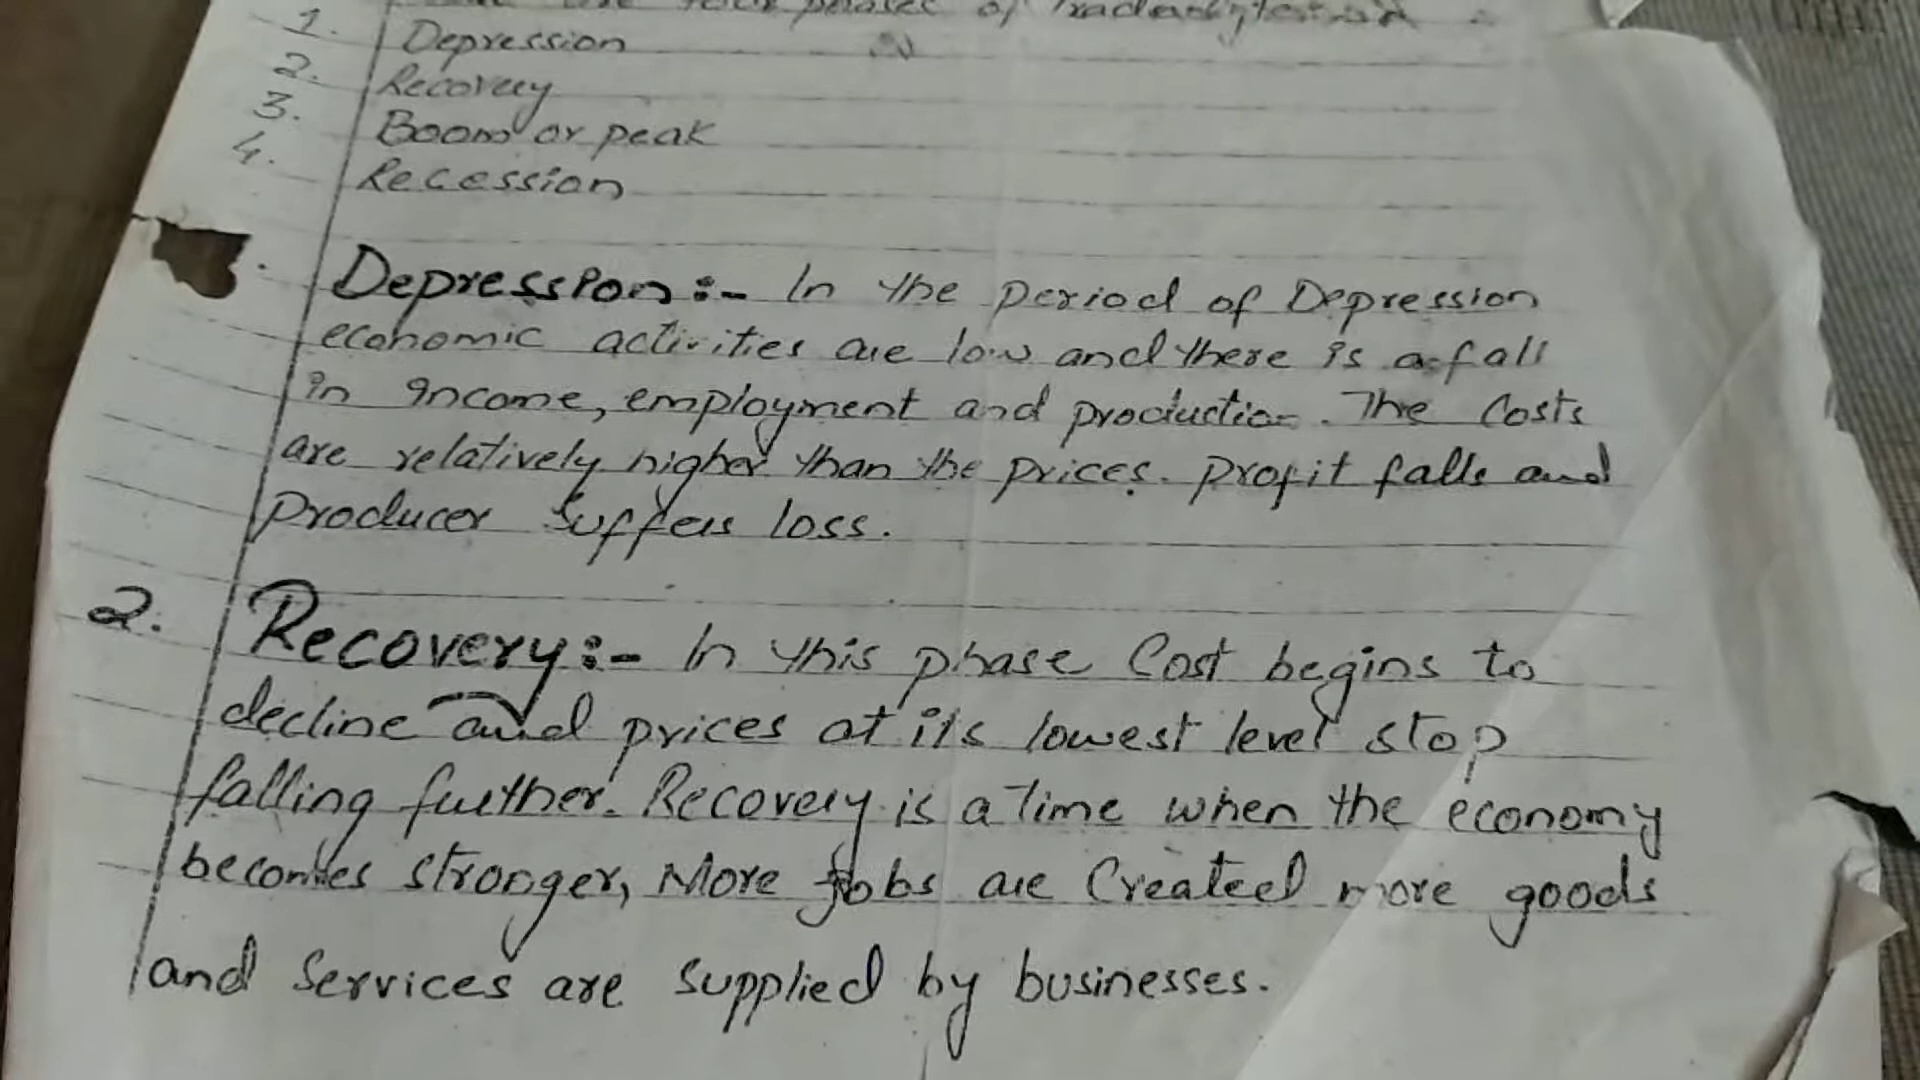 four phases of
1. Depression
2. Recovery
3. Boom or peak
4. Recession
Depression :- In the period of Depression
economic activities are low and there is a fall
in income, employment and production. The Costs
are relatively higher than the prices. Profit falls and
Producer Suffers loss.
2. Recovery :- In this phase Cost begins to
decline and prices at its lowest level stop
falling further. Recovery is a time when the economy
becomes stronger, More jobs are Created more goods
and Services are supplied by businesses.